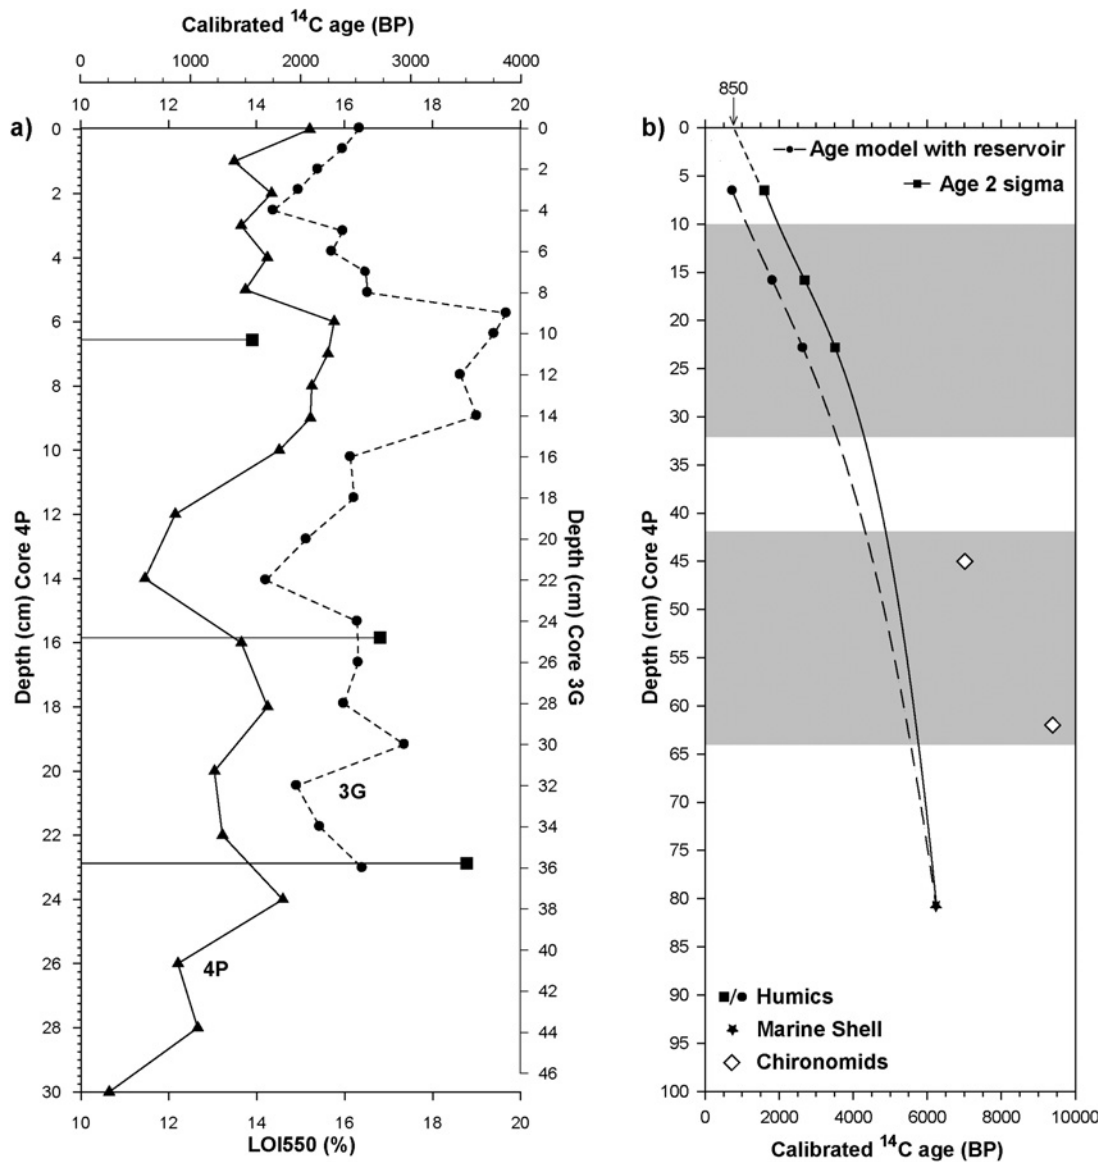 Calibrated ¹⁴C age (BP)
0 1000 2000 3000 4000
10 12 14 16 18 20
a)
0 2 4 6 8 10 12 14 16 18 20 22 24 26 28 30
Depth (cm) Core 4P
0 2 4 6 8 10 12 14 16 18 20 22 24 26 28 30 32 34 36 38 40 42 44 46
Depth (cm) Core 3G
3G
4P
10 12 14 16 18 20
LOI550 (%)
b)
850
0 5 10 15 20 25 30 35 40 45 50 55 60 65 70 75 80 85 90 95 100
Depth (cm) Core 4P
Age model with reservoir
Age 2 sigma
/ Humics
Marine Shell
Chironomids
0 2000 4000 6000 8000 10000
Calibrated ¹⁴C age (BP)